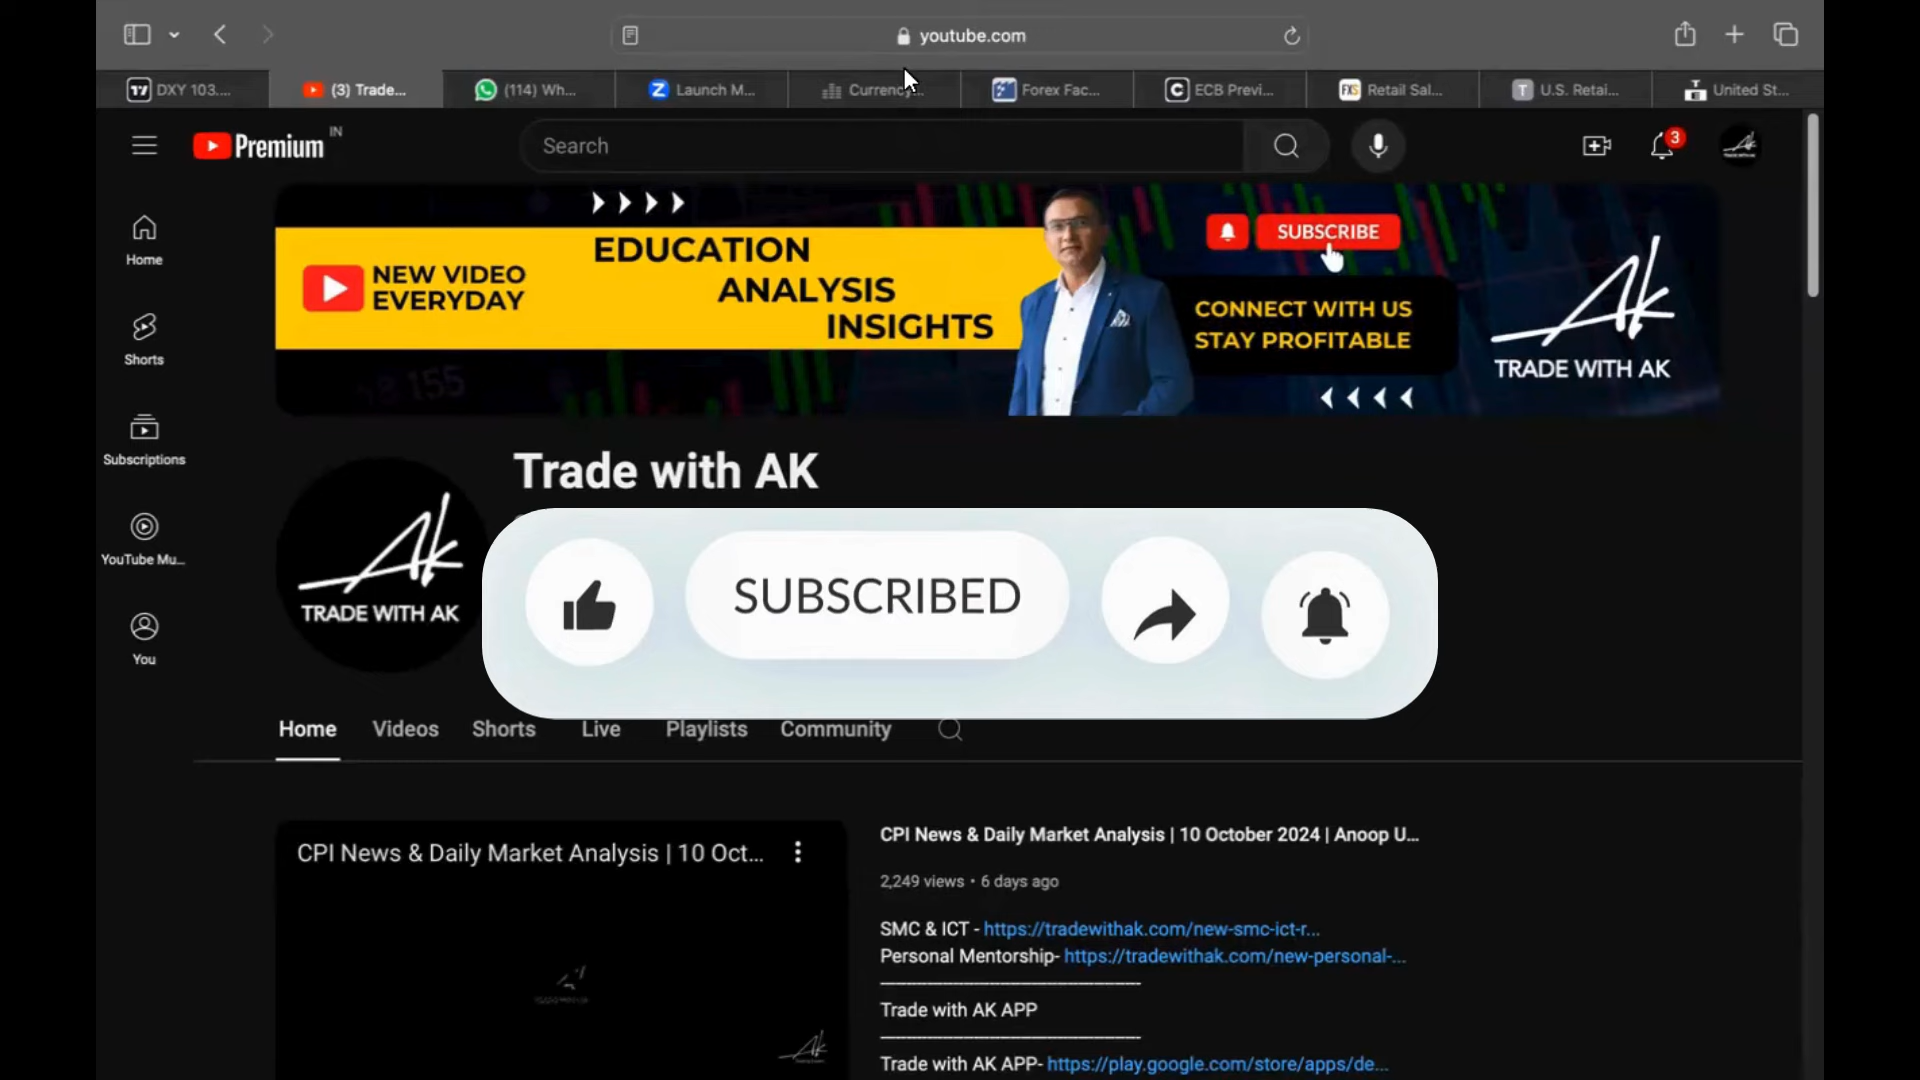 youtube.com
DXY 103....
(3) Trade...
(114) Wh...
Launch M...
Currency...
Forex Fac...
ECB Previ...
FXS
Retail Sal...
T
U.S. Retai...
United St...
Premium
IN
Search
3
Home
Shorts
Subscriptions
YouTube Mu...
You
NEW VIDEO
EVERYDAY
EDUCATION
ANALYSIS
INSIGHTS
155
SUBSCRIBE
CONNECT WITH US
STAY PROFITABLE
Ak
TRADE WITH AK
Ak
TRADE WITH AK
Trade with AK
SUBSCRIBED
Home
Videos
Shorts
Live
Playlists
Community
CPI News & Daily Market Analysis | 10 Oct...
CPI News & Daily Market Analysis | 10 October 2024 | Anoop U...
2,249 views • 6 days ago
SMC & ICT - https://tradewithak.com/new-smc-ict-r...
Personal Mentorship- https://tradewithak.com/new-personal-...
Trade with AK APP
Trade with AK APP- https://play.google.com/store/apps/de...